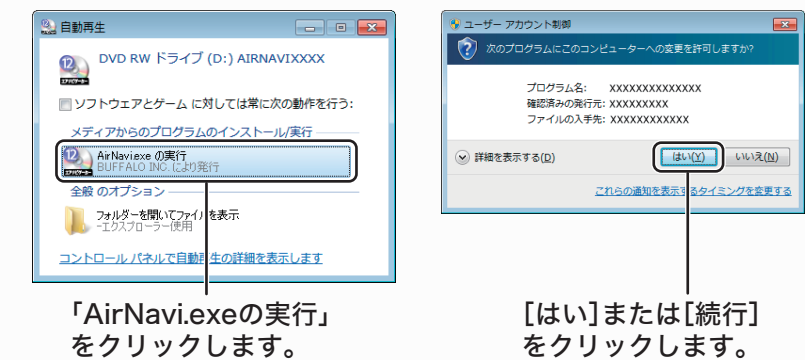 自動再生
DVD RW ドライブ (D:) AIRNAVIXXXX
ソフトウェアとゲーム に対しては常に次の動作を行う:
メディアからのプログラムのインストール/実行
AirNavi.exe の実行
BUFFALO INC. により発行
全般 のオプション
フォルダーを開いてファイルを表示
-エクスプローラー使用
コントロール パネルで自動再生の詳細を表示します
「AirNavi.exeの実行」
をクリックします。
ユーザー アカウント制御
次のプログラムにこのコンピューターへの変更を許可しますか?
プログラム名: XXXXXXXXXXXXXX
確認済みの発行元: XXXXXXXXX
ファイルの入手先: XXXXXXXXXXXX
詳細を表示する(D)
はい(Y)
いいえ(N)
これらの通知を表示するタイミングを変更する
[はい]または[続行]
をクリックします。